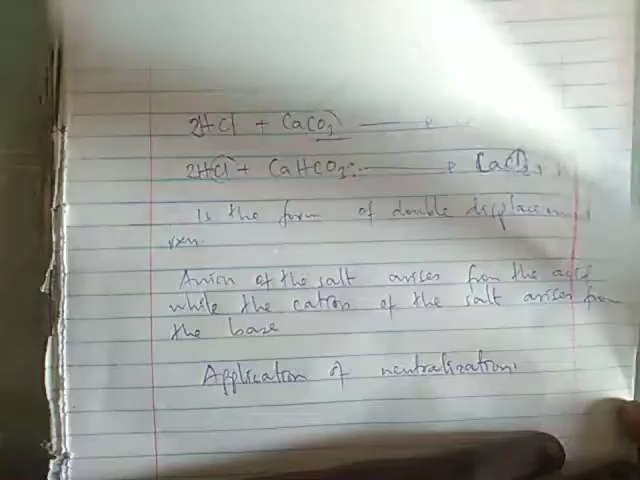 2HCl + CaCO3 →
2HCl + CaHCO3 → CaCl2 +
Is the form of double displacement
rxn.
Anion of the salt arises from the acid
while the cation of the salt arises from
the base
Application of neutralization.